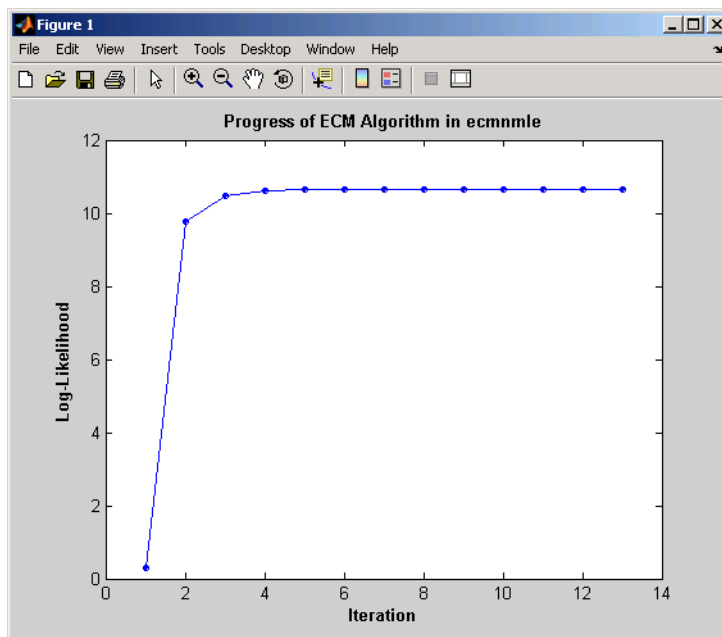 Figure 1
File Edit View Insert Tools Desktop Window Help
Progress of ECM Algorithm in ecmnmle
12
10
8
6
4
2
0
Log-Likelihood
0 2 4 6 8 10 12 14
Iteration